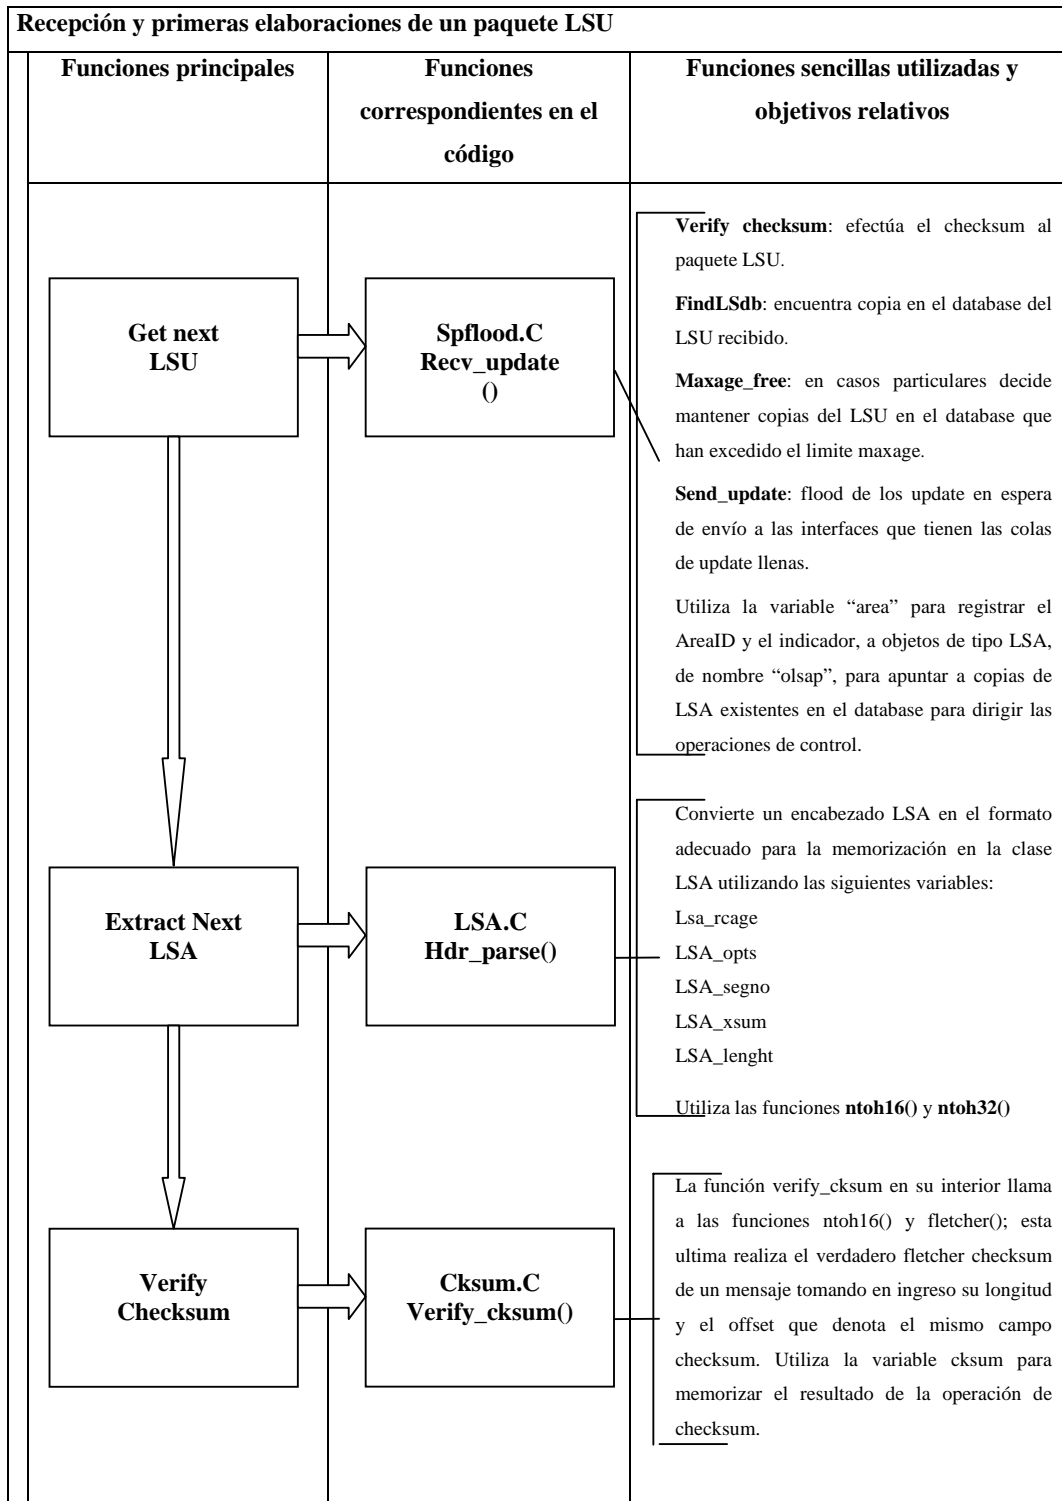 Recepción y primeras elaboraciones de un paquete LSU
Funciones principales
Funciones
correspondientes en el
código
Funciones sencillas utilizadas y
objetivos relativos
Get next
LSU
Spflood.C
Recv_update
()
Verify checksum: efectúa el checksum al
paquete LSU.
FindLSdb: encuentra copia en el database del
LSU recibido.
Maxage_free: en casos particulares decide
mantener copias del LSU en el database que
han excedido el limite maxage.
Send_update: flood de los update en espera
de envío a las interfaces que tienen las colas
de update llenas.
Utiliza la variable “area” para registrar el
AreaID y el indicador, a objetos de tipo LSA,
de nombre “olsap”, para apuntar a copias de
LSA existentes en el database para dirigir las
operaciones de control.
Extract Next
LSA
LSA.C
Hdr_parse()
Convierte un encabezado LSA en el formato
adecuado para la memorización en la clase
LSA utilizando las siguientes variables:
Lsa_rcage
LSA_opts
LSA_segno
LSA_xsum
LSA_lenght
Utiliza las funciones ntoh16() y ntoh32()
Verify
Checksum
Cksum.C
Verify_cksum()
La función verify_cksum en su interior llama
a las funciones ntoh16() y fletcher(); esta
ultima realiza el verdadero fletcher checksum
de un mensaje tomando en ingreso su longitud
y el offset que denota el mismo campo
checksum. Utiliza la variable cksum para
memorizar el resultado de la operación de
checksum.